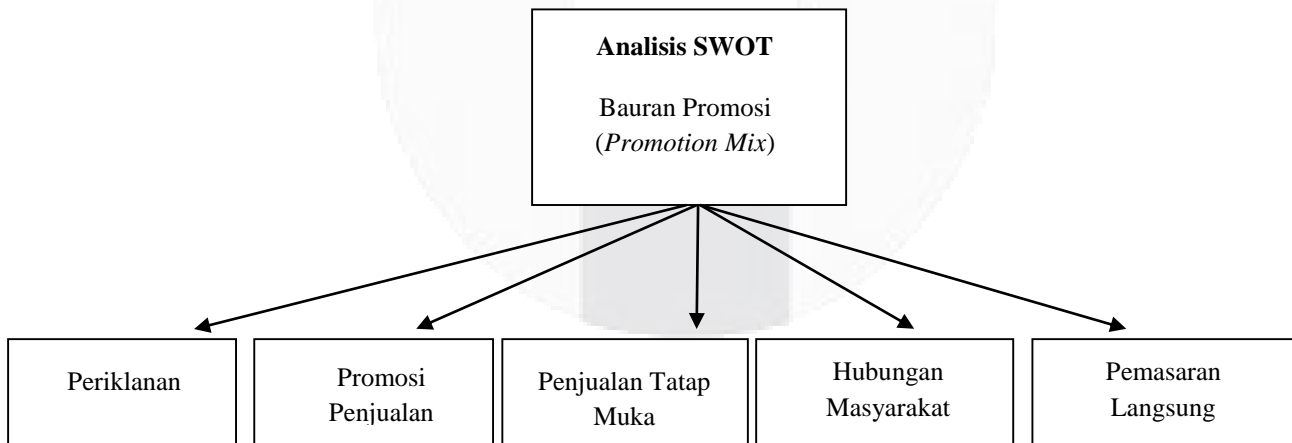 Analisis SWOT
Bauran Promosi
(Promotion Mix)
Periklanan
Promosi
Penjualan
Penjualan Tatap
Muka
Hubungan
Masyarakat
Pemasaran
Langsung